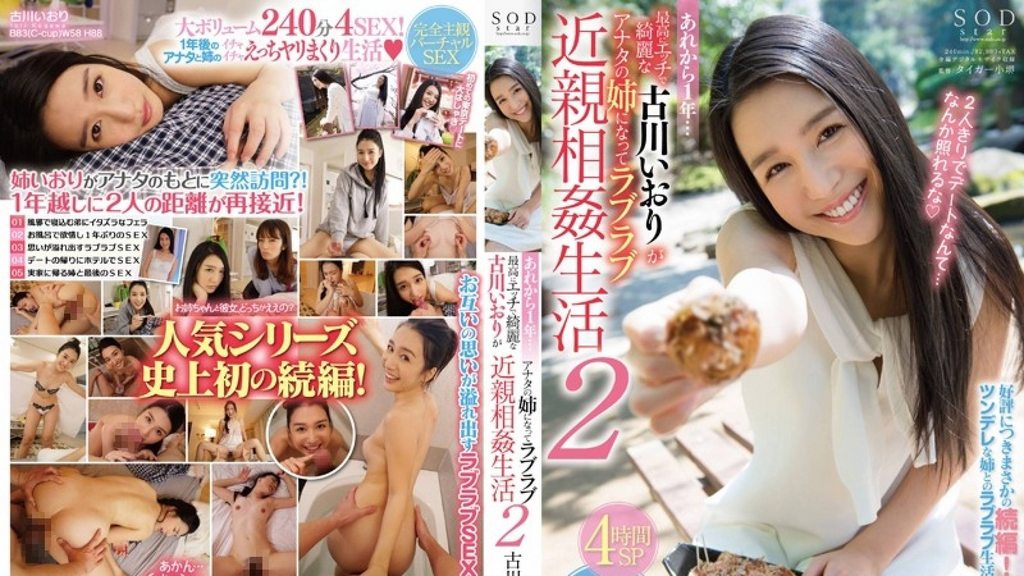 古川いおり
B83(C-cup)W58 H88
大ボリューム240分4SEX!
1年後の
アナタと姉の
イチャイチャ
えっちヤリまくり生活♥
完全主観
バーチャル
SEX
姉いおりがアナタのもとに突然訪問?!
1年越しに2人の距離が再接近!
01 風邪で寝込む弟にイタズラなフェラ
02 お風呂で欲情し1年ぶりのSEX
03 思いが溢れ出すラブラブSEX
04 デートの帰りにホテルでSEX
05 実家に帰る姉と最後のSEX
お姉ちゃんと彼女、どっちがええの?
人気シリーズ
史上初の続編!
お互いの思いが溢れ出すラブラブSEX
あかん…
あれから1年…
最高にエッチで綺麗な
古川いおりが
アナタの姉になってラブラブ
近親相姦生活
2
古川
SOD
star
あれから1年…
最高にエッチで綺麗な
古川いおりが
アナタの姉になってラブラブ
近親相姦生活
2
4時間
SP
SOD
star
監督 タイガー小堺
2人きりでデートなんて…
なんか照れるな♡
好評につきまさかの続編!
ツンデレな姉とのラブラブ生活